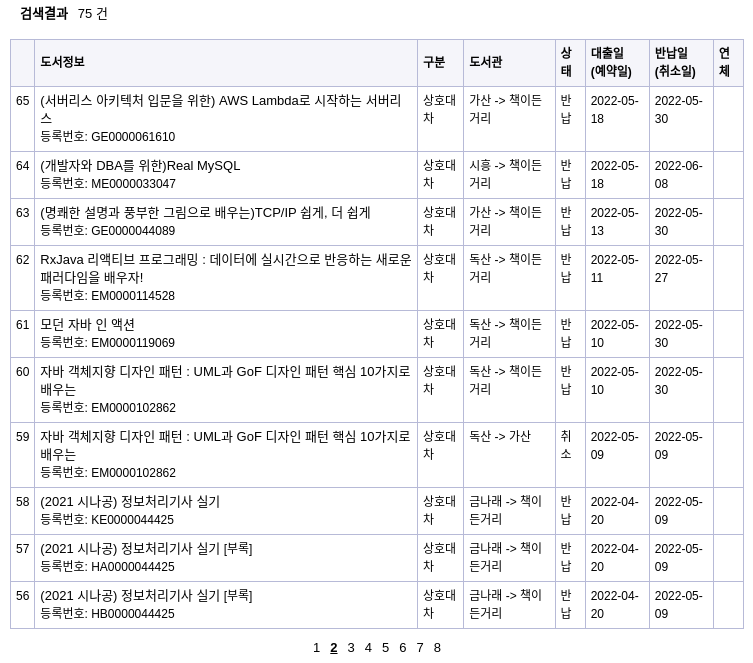 검색결과 75 건
도서정보 구분 도서관 상태 대출일(예약일) 반납일(취소일) 연체
65 (서버리스 아키텍처 입문을 위한) AWS Lambda로 시작하는 서버리스 등록번호: GE0000061610 상호대차 가산 -> 책이든거리 반납 2022-05-18 2022-05-30
64 (개발자와 DBA를 위한)Real MySQL 등록번호: ME0000033047 상호대차 시흥 -> 책이든거리 반납 2022-05-18 2022-06-08
63 (명쾌한 설명과 풍부한 그림으로 배우는)TCP/IP 쉽게, 더 쉽게 등록번호: GE0000044089 상호대차 가산 -> 책이든거리 반납 2022-05-13 2022-05-30
62 RxJava 리액티브 프로그래밍 : 데이터에 실시간으로 반응하는 새로운 패러다임을 배우자! 등록번호: EM0000114528 상호대차 독산 -> 책이든거리 반납 2022-05-11 2022-05-27
61 모던 자바 인 액션 등록번호: EM0000119069 상호대차 독산 -> 책이든거리 반납 2022-05-10 2022-05-30
60 자바 객체지향 디자인 패턴 : UML과 GoF 디자인 패턴 핵심 10가지로 배우는 등록번호: EM0000102862 상호대차 독산 -> 책이든거리 반납 2022-05-10 2022-05-30
59 자바 객체지향 디자인 패턴 : UML과 GoF 디자인 패턴 핵심 10가지로 배우는 등록번호: EM0000102862 상호대차 독산 -> 가산 취소 2022-05-09 2022-05-09
58 (2021 시나공) 정보처리기사 실기 등록번호: KE0000044425 상호대차 금나래 -> 책이든거리 반납 2022-04-20 2022-05-09
57 (2021 시나공) 정보처리기사 실기 [부록] 등록번호: HA0000044425 상호대차 금나래 -> 책이든거리 반납 2022-04-20 2022-05-09
56 (2021 시나공) 정보처리기사 실기 [부록] 등록번호: HB0000044425 상호대차 금나래 -> 책이든거리 반납 2022-04-20 2022-05-09
1 2 3 4 5 6 7 8